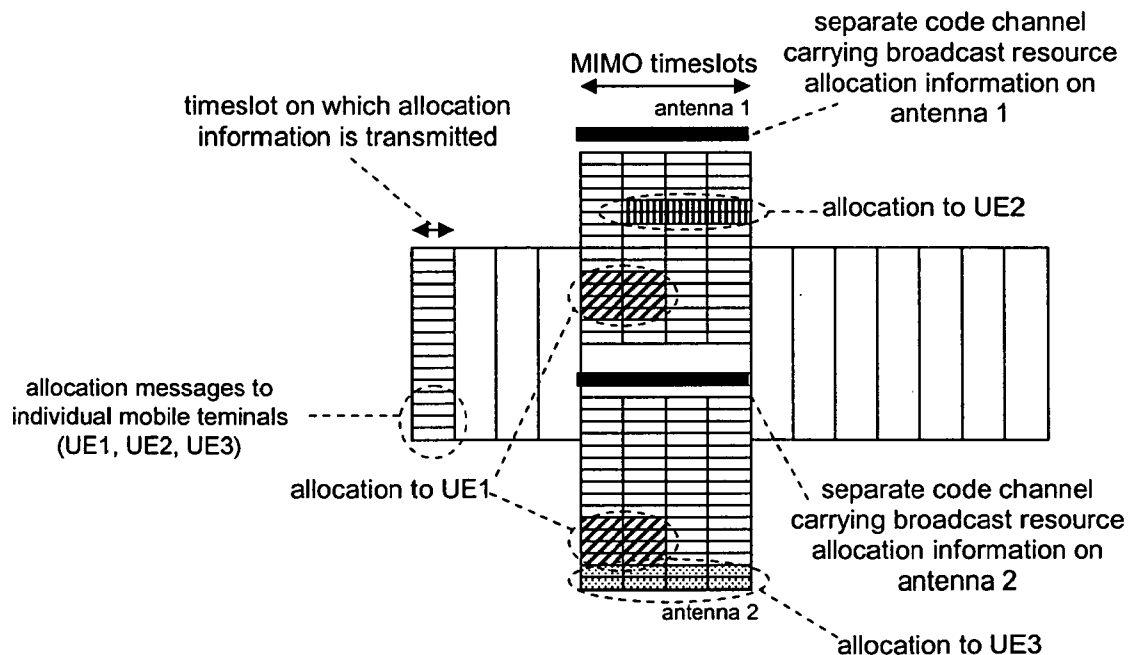 separate code channel
carrying broadcast resource
allocation information on
antenna 1
MIMO timeslots
antenna 1
timeslot on which allocation
information is transmitted
allocation to UE2
allocation messages to
individual mobile teminals
(UE1, UE2, UE3)
allocation to UE1
separate code channel
carrying broadcast resource
allocation information on
antenna 2
antenna 2
allocation to UE3